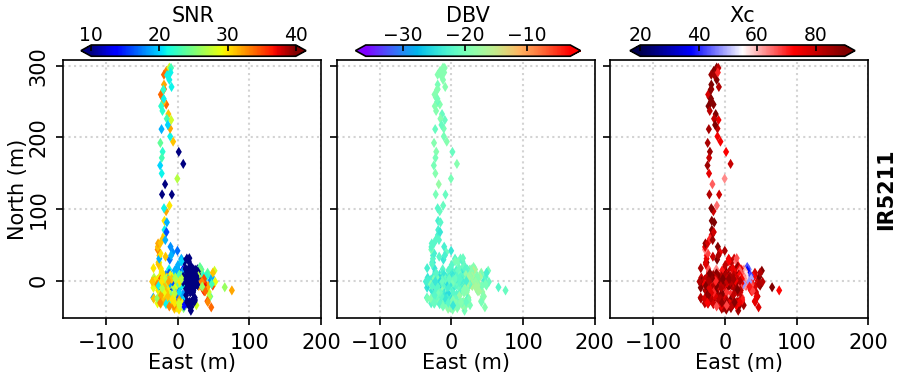 SNR DBV Xc
10 20 30 40 −30 −20 −10 20 40 60 80
300
200
100
0
North (m)
IR5211
−100 0 100 200 −100 0 100 200 −100 0 100 200
East (m) East (m) East (m)